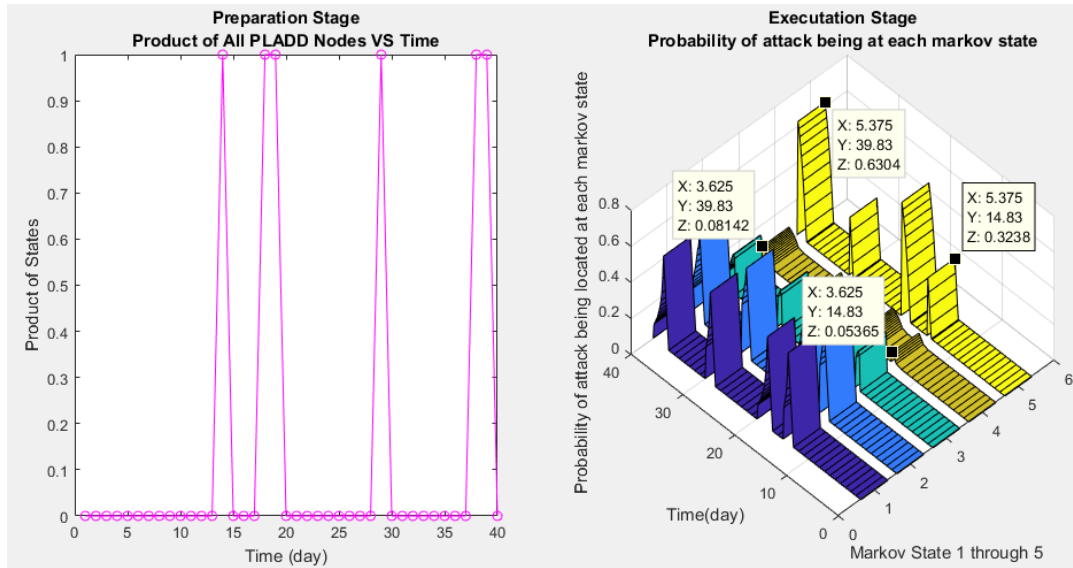 Preparation Stage
Product of All PLADD Nodes VS Time
Product of States
1
0.9
0.8
0.7
0.6
0.5
0.4
0.3
0.2
0.1
0
0 5 10 15 20 25 30 35 40
Time (day)
Executation Stage
Probability of attack being at each markov state
Probability of attack being located at each markov state
0.8
0.6
0.4
0.2
0
X: 5.375
Y: 39.83
Z: 0.6304
X: 3.625
Y: 39.83
Z: 0.08142
X: 5.375
Y: 14.83
Z: 0.3238
X: 3.625
Y: 14.83
Z: 0.05365
40
30
20
10
0
Time(day)
0
1
2
3
4
5
6
Markov State 1 through 5